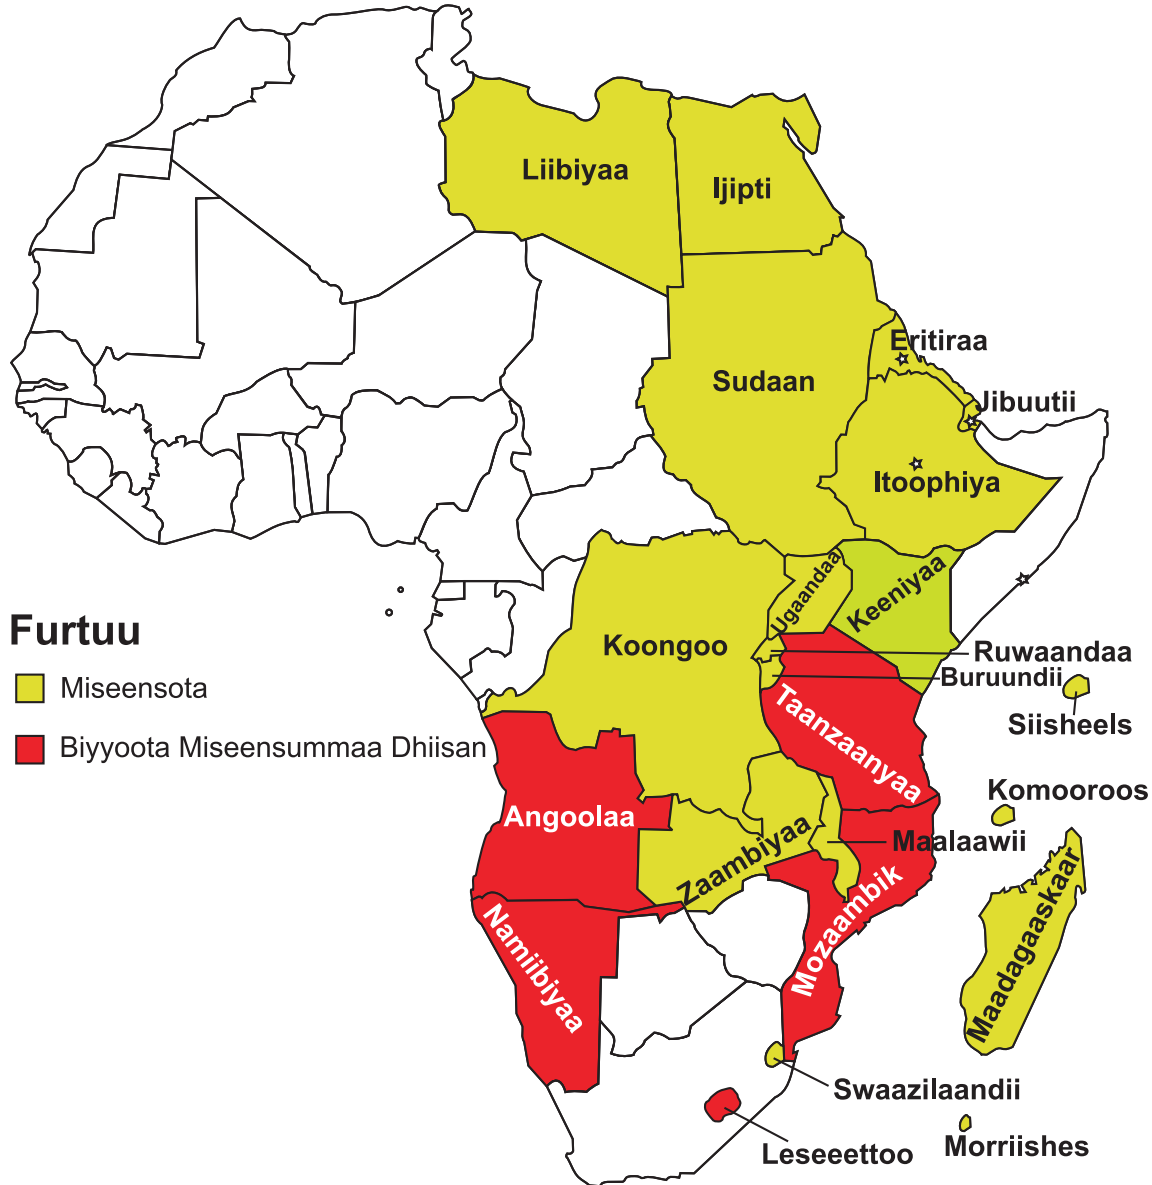 Liibiyaa
Ijipti
Eritiraa
Sudaan
Jibuutii
Itoophiya
Ugaandaa
Keeniyaa
Furtuu
Koongoo
Ruwaandaa
Buruundii
Miseensota
Siisheels
Taanzaanyaa
Biyyoota Miseensummaa Dhiisan
Komooroos
Angoolaa
Maalaawii
Zaambiyaa
Mozaambik
Namiibiyaa
Maadagaaskaar
Swaazilaandii
Morriishes
Leseeettoo